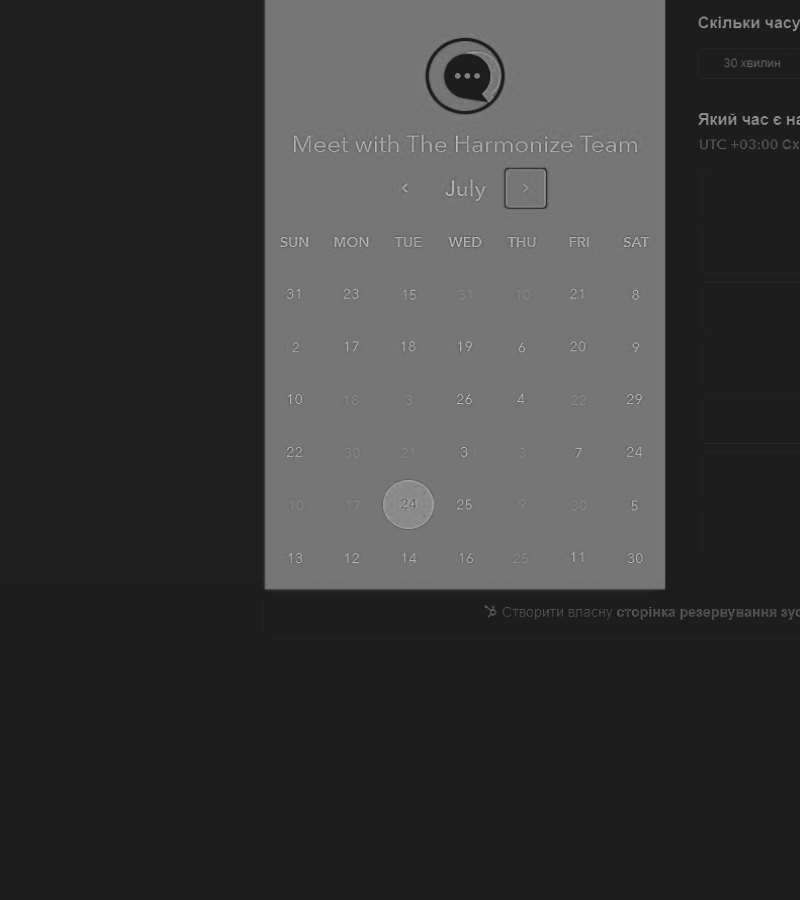 Скільки часу
30 хвилин
Meet with The Harmonize Team
Який час є на
UTC +03:00 Сх
July
SUN MON TUE WED THU FRI SAT
31 23 15 31 10 21 8
2 17 18 19 6 20 9
10 18 3 26 4 22 29
22 30 21 3 3 7 24
10 17 24 25 9 30 5
13 12 14 16 25 11 30
Створити власну сторінка резервування зус